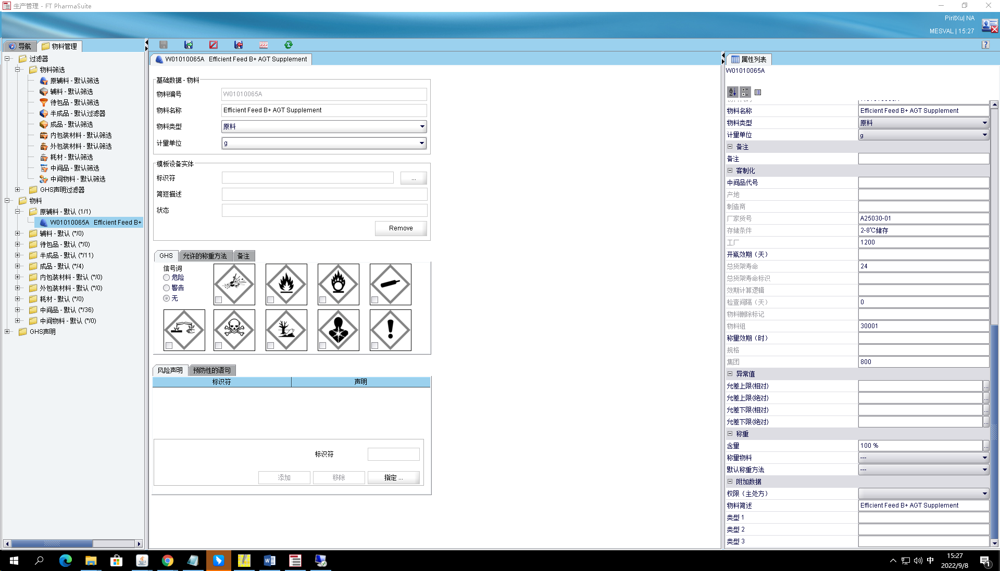 生产管理 - FT PharmaSuite
PiritXu| NA
MESVAL | 15:27
导航
物料管理
过滤器
物料筛选
原辅料 - 默认筛选
辅料 - 默认筛选
待包品 - 默认筛选
半成品 - 默认过滤器
成品 - 默认筛选
内包装材料 - 默认筛选
外包装材料 - 默认筛选
耗材 - 默认筛选
中间品 - 默认筛选
中间物料 - 默认筛选
GHS声明过滤器
物料
原辅料 - 默认 (1/1)
W01010065A Efficient Feed B+
辅料 - 默认 (*/0)
待包品 - 默认 (*/0)
半成品 - 默认 (*/11)
成品 - 默认 (*/4)
内包装材料 - 默认 (*/0)
外包装材料 - 默认 (*/0)
耗材 - 默认 (*/0)
中间品 - 默认 (*/36)
中间物料 - 默认 (*/0)
GHS声明
W01010065A Efficient Feed B+ AGT Supplement
基础数据 - 物料
物料编号 W01010065A
物料名称 Efficient Feed B+ AGT Supplement
物料类型 原料
计量单位 g
模板设备实体
标识符 ...
简短描述
状态
Remove
GHS 允许的称重方法 备注
信号词
危险
警告
无
风险声明 预防性的语句
标识符 声明
标识符
添加 移除 指定 ...
属性列表
W01010065A
物料名称 Efficient Feed B+ AGT Supplement
物料类型 原料
计量单位 g
备注
备注
客制化
中间品代号
产地
制造商
厂家货号 A25030-01
存储条件 2-8℃储存
工厂 1200
开瓶效期（天）
总货架寿命 24
总货架寿命标识
效期计算逻辑
检查间隔（天） 0
物料删除标记
物料组 30001
称量效期（时）
规格
集团 800
异常值
允差上限(相对) ...
允差上限(绝对) ...
允差下限(相对) ...
允差下限(绝对) ...
称重
含量 100 % ...
称量物料 ---
默认称重方法 ---
附加数据
权限（主处方）
物料简述 Efficient Feed B+ AGT Supplement
类型 1
类型 2
类型 3
中
15:27
2022/9/8
1